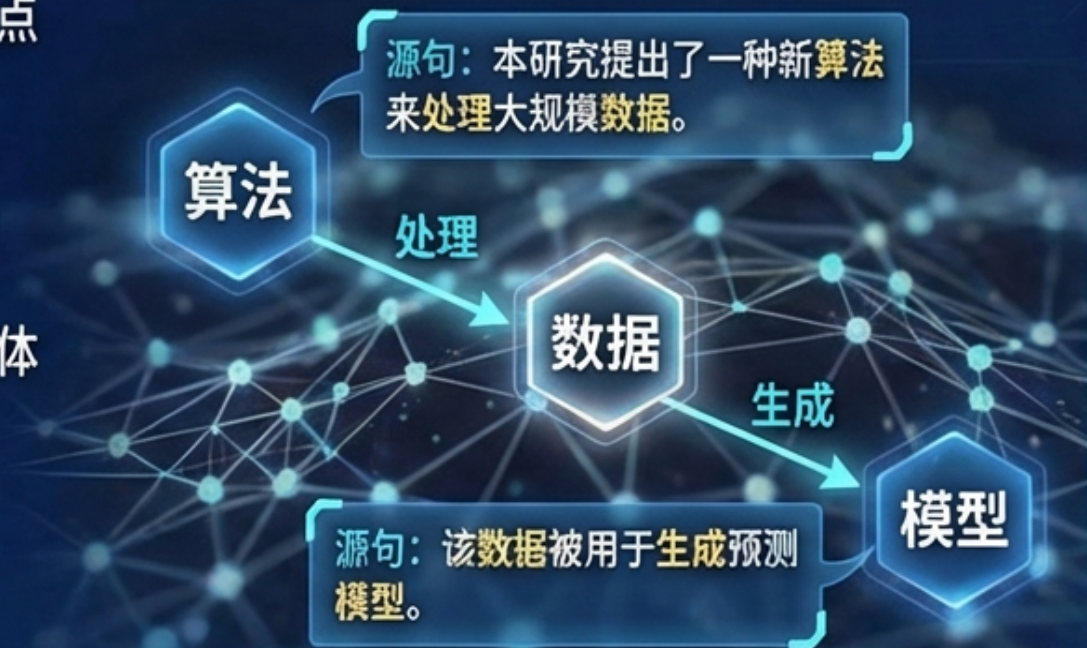 点
源句：本研究提出了一种新算法
来处理大规模数据。
算法
处理
数据
体
生成
模型
源句：该数据被用于生成预测
模型。